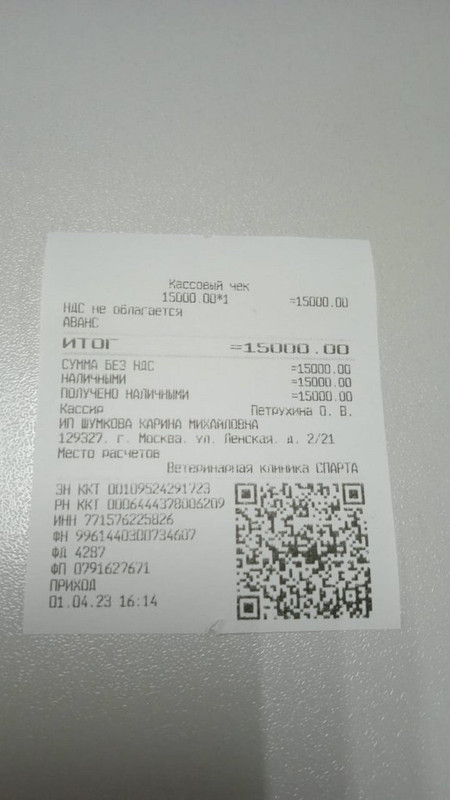 Кассовый чек
15000.00*1 =15000.00
НДС не облагается
АВАНС
ИТОГ =15000.00
СУММА БЕЗ НДС =15000.00
НАЛИЧНЫМИ =15000.00
ПОЛУЧЕНО НАЛИЧНЫМИ =15000.00
Кассир Петрухина О. В.
ИП ШУМКОВА КАРИНА МИХАЙЛОВНА
129327. г. Москва. ул. Ленская. д. 2/21
Место расчетов
Ветеринарная клиника СПАРТА
ЗН ККТ 00109524291723
РН ККТ 0006444378006209
ИНН 771576225826
ФН 9961440300734607
ФД 4287
ФП 0791627671
ПРИХОД
01.04.23 16:14